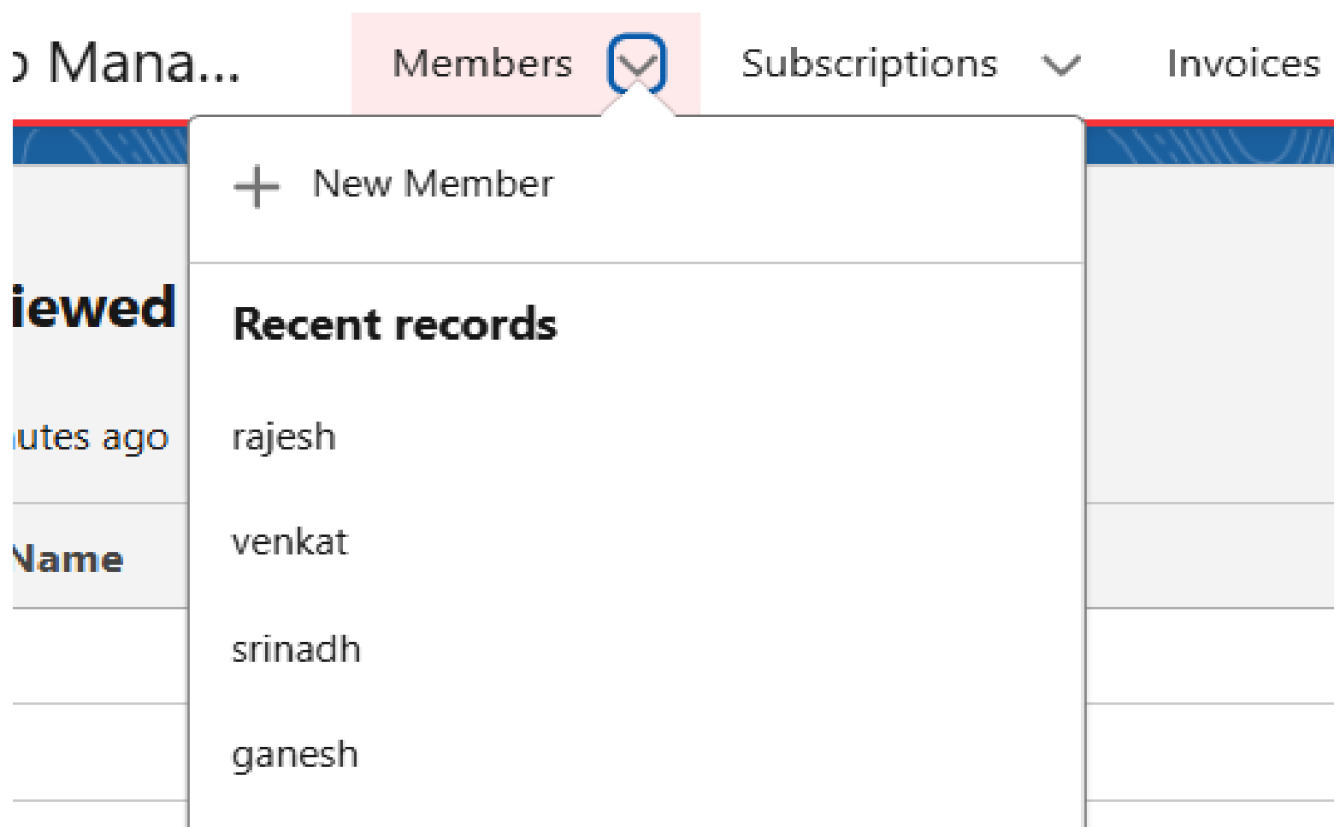 o Mana... Members Subscriptions Invoices
New Member
iewed
Recent records
utes ago
rajesh
Name
venkat
srinadh
ganesh